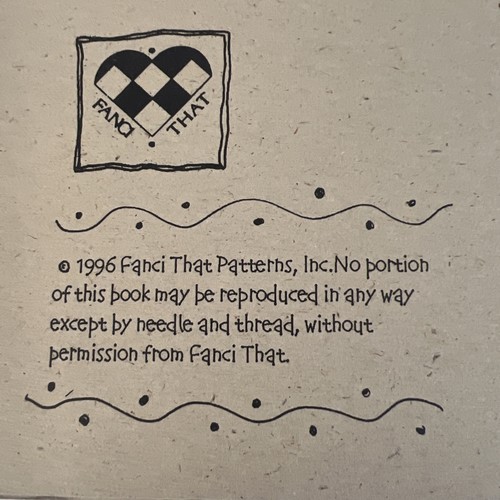 FANCI THAT
© 1996 Fanci That Patterns, Inc.No portion
of this book may be reproduced in any way
except by needle and thread, without
permission from Fanci That.